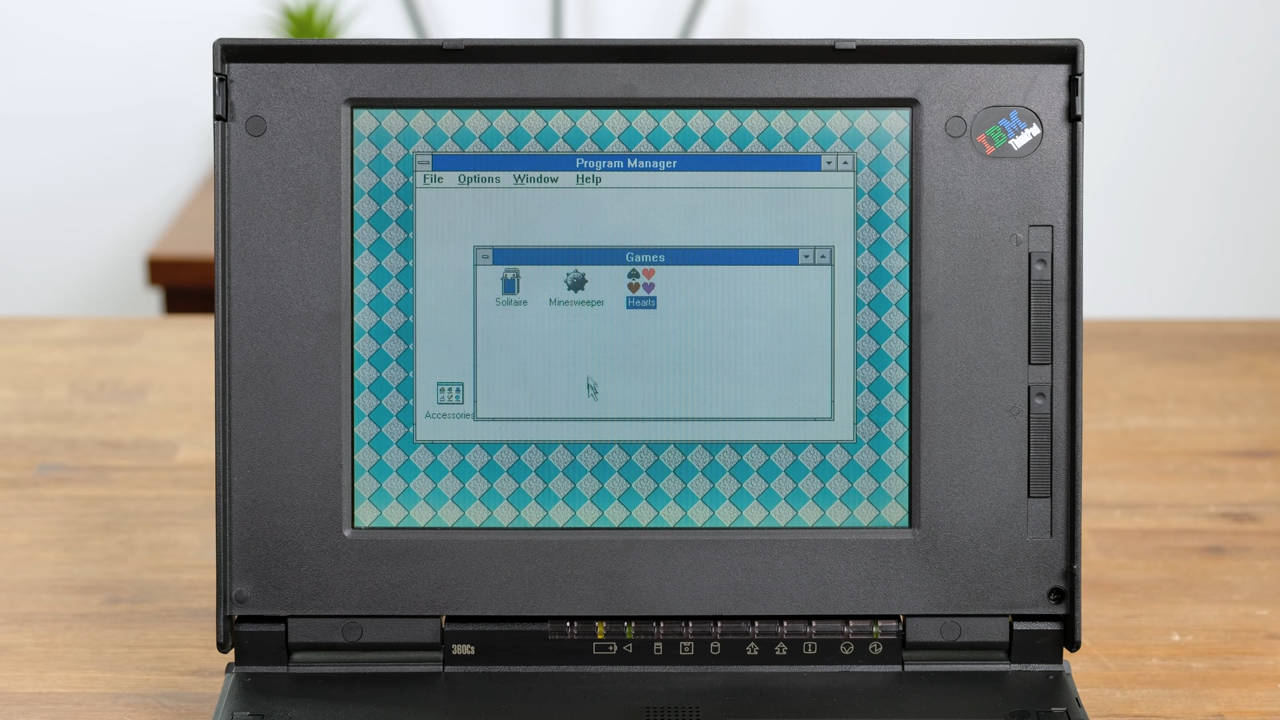 Program Manager
File Options Window Help
Games
Solitaire Minesweeper Hearts
Accessories
IBM
ThinkPad
360Cs